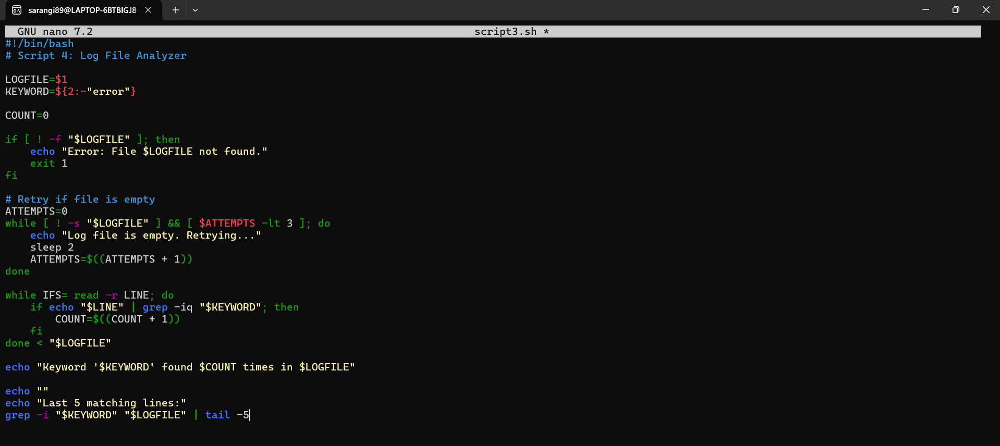 sarangi89@LAPTOP-6BTBIGJ8
GNU nano 7.2 script3.sh *
#!/bin/bash
# Script 4: Log File Analyzer

LOGFILE=$1
KEYWORD=${2:-"error"}

COUNT=0

if [ ! -f "$LOGFILE" ]; then
    echo "Error: File $LOGFILE not found."
    exit 1
fi

# Retry if file is empty
ATTEMPTS=0
while [ ! -s "$LOGFILE" ] && [ $ATTEMPTS -lt 3 ]; do
    echo "Log file is empty. Retrying..."
    sleep 2
    ATTEMPTS=$((ATTEMPTS + 1))
done

while IFS= read -r LINE; do
    if echo "$LINE" | grep -iq "$KEYWORD"; then
        COUNT=$((COUNT + 1))
    fi
done < "$LOGFILE"

echo "Keyword '$KEYWORD' found $COUNT times in $LOGFILE"

echo ""
echo "Last 5 matching lines:"
grep -i "$KEYWORD" "$LOGFILE" | tail -5